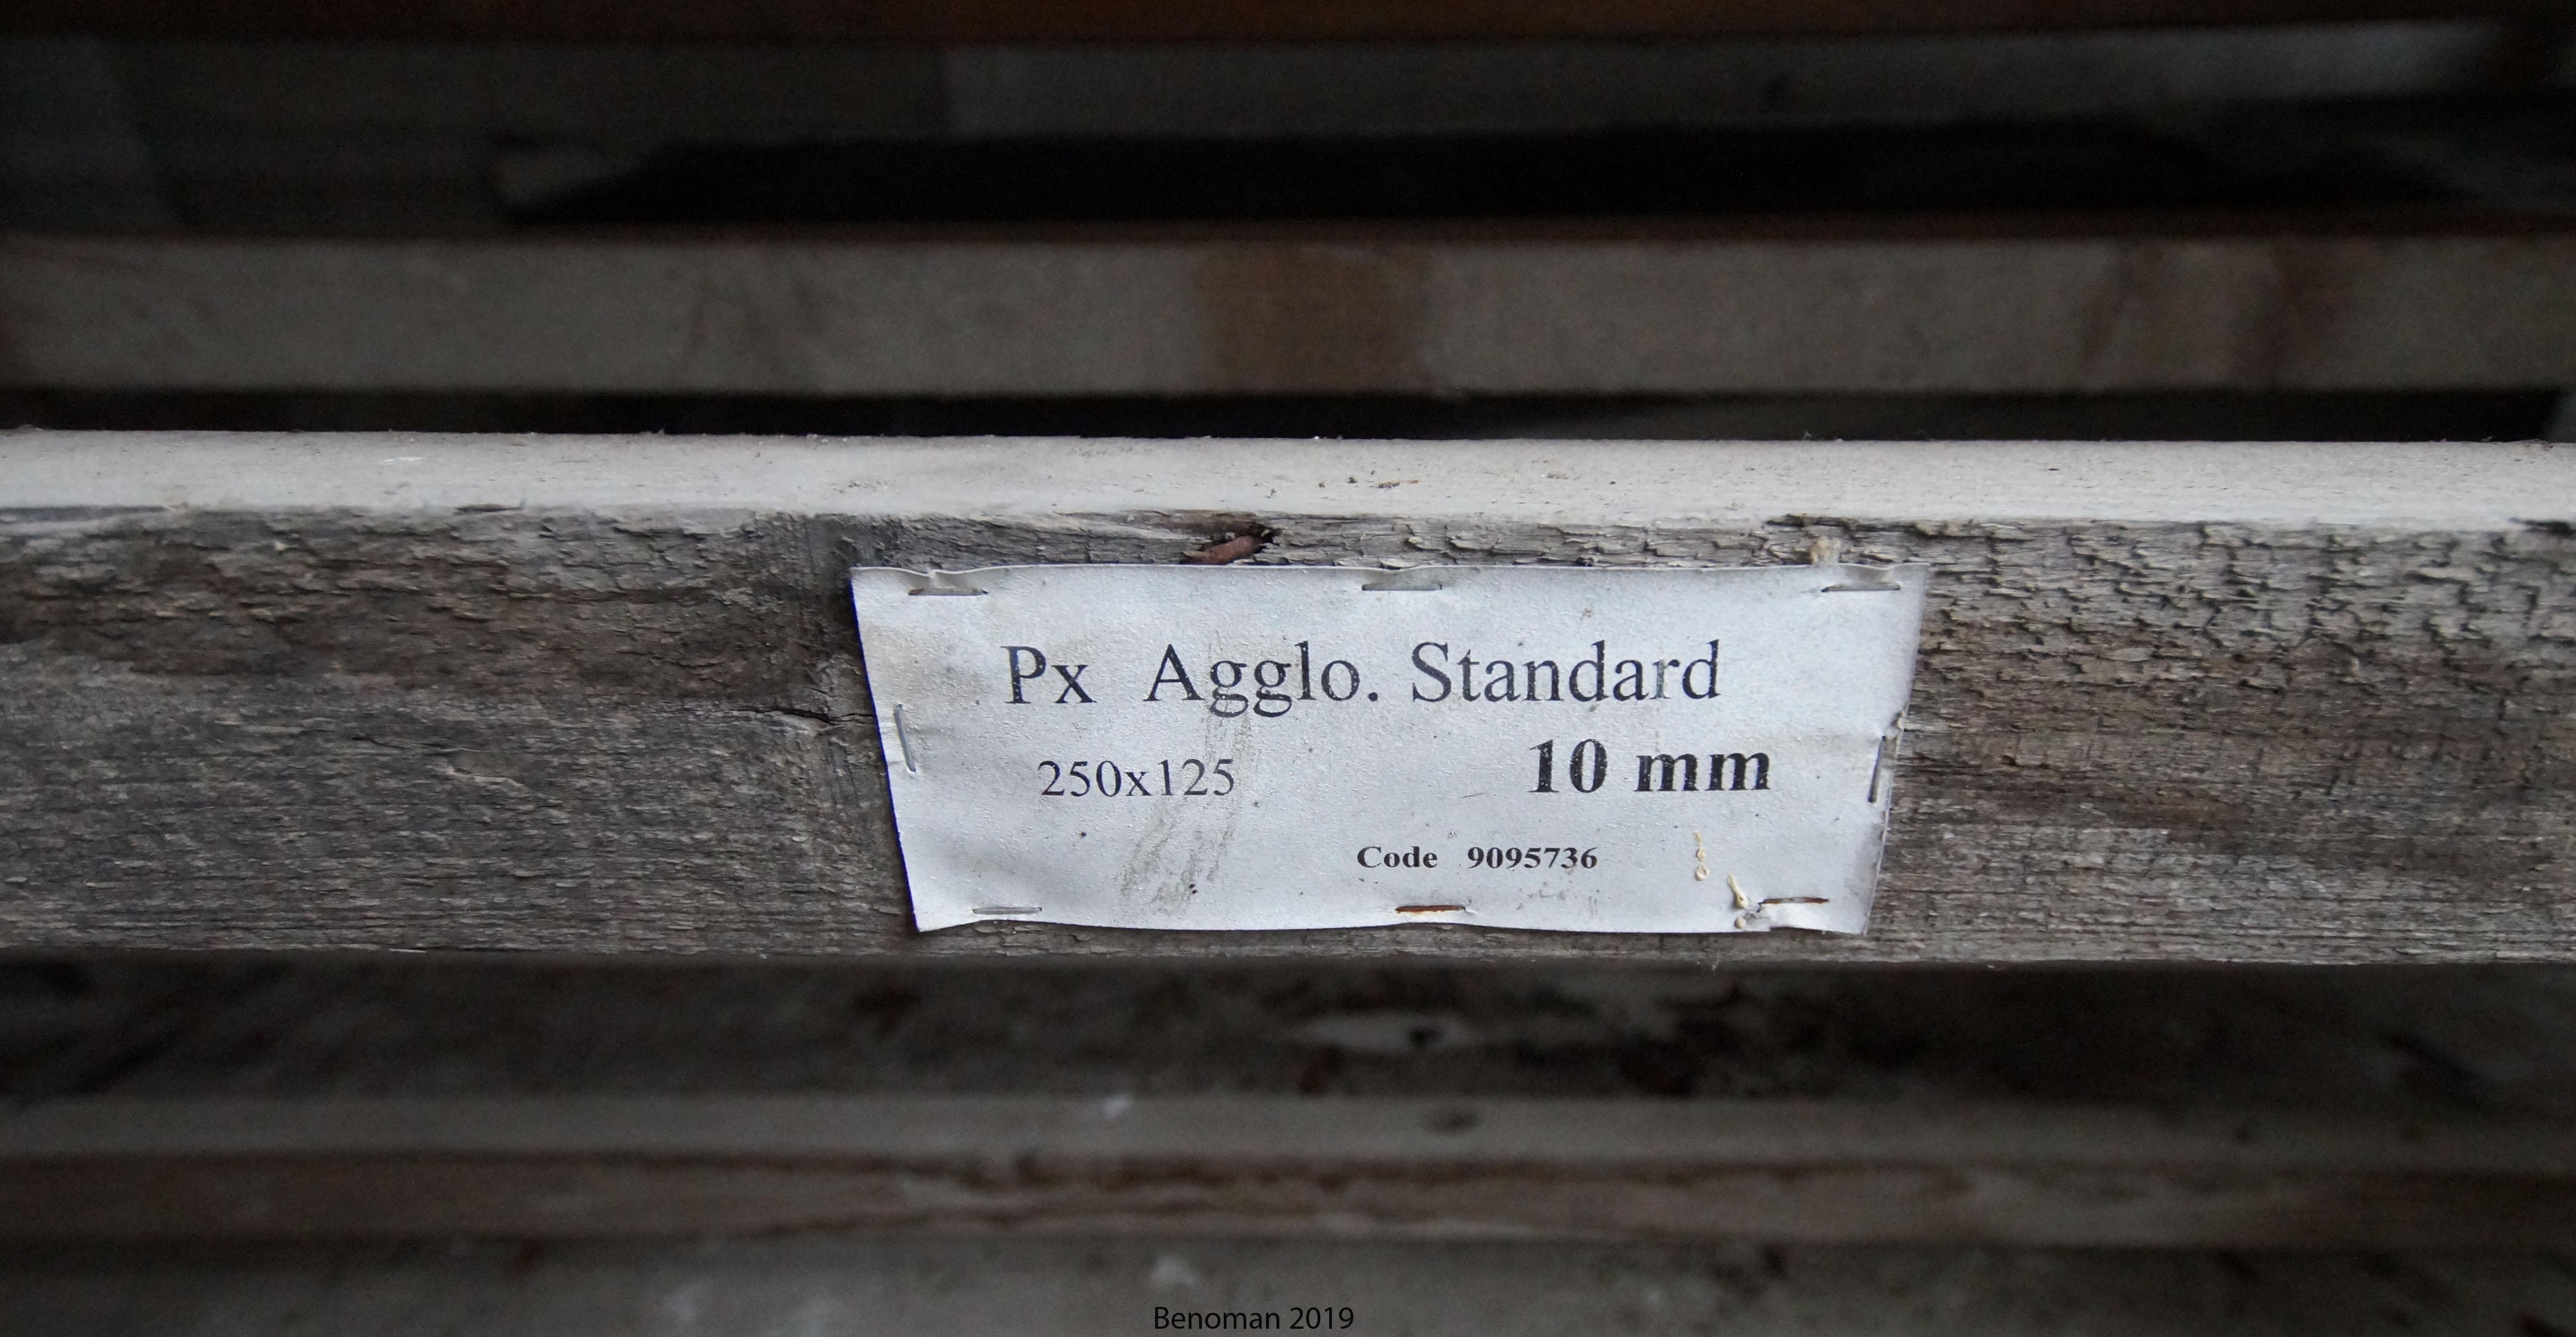 Px Agglo. Standard
250x125 10 mm
Code 9095736
Benoman 2019